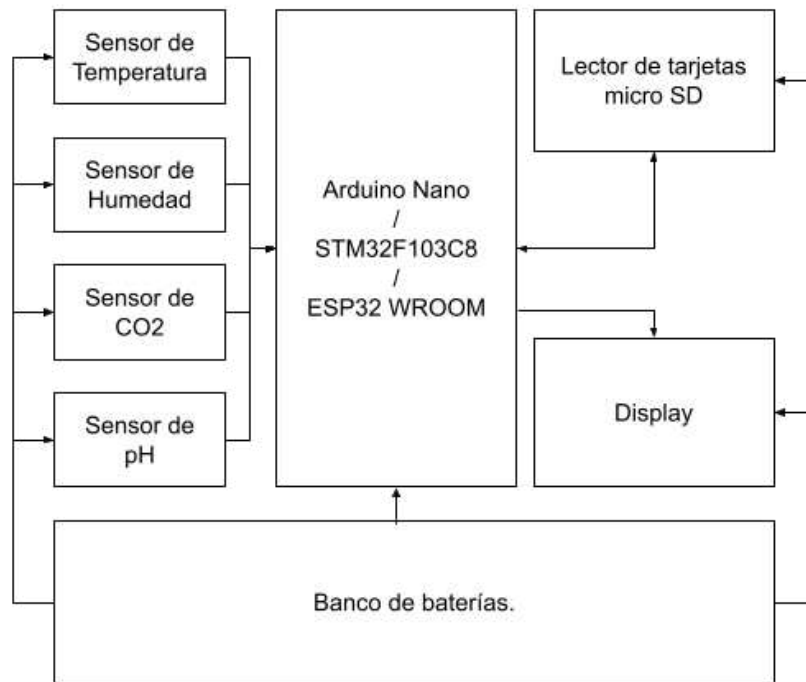 Sensor de
Temperatura
Sensor de
Humedad
Sensor de
CO2
Sensor de
pH
Arduino Nano
/
STM32F103C8
/
ESP32 WROOM
Lector de tarjetas
micro SD
Display
Banco de baterías.